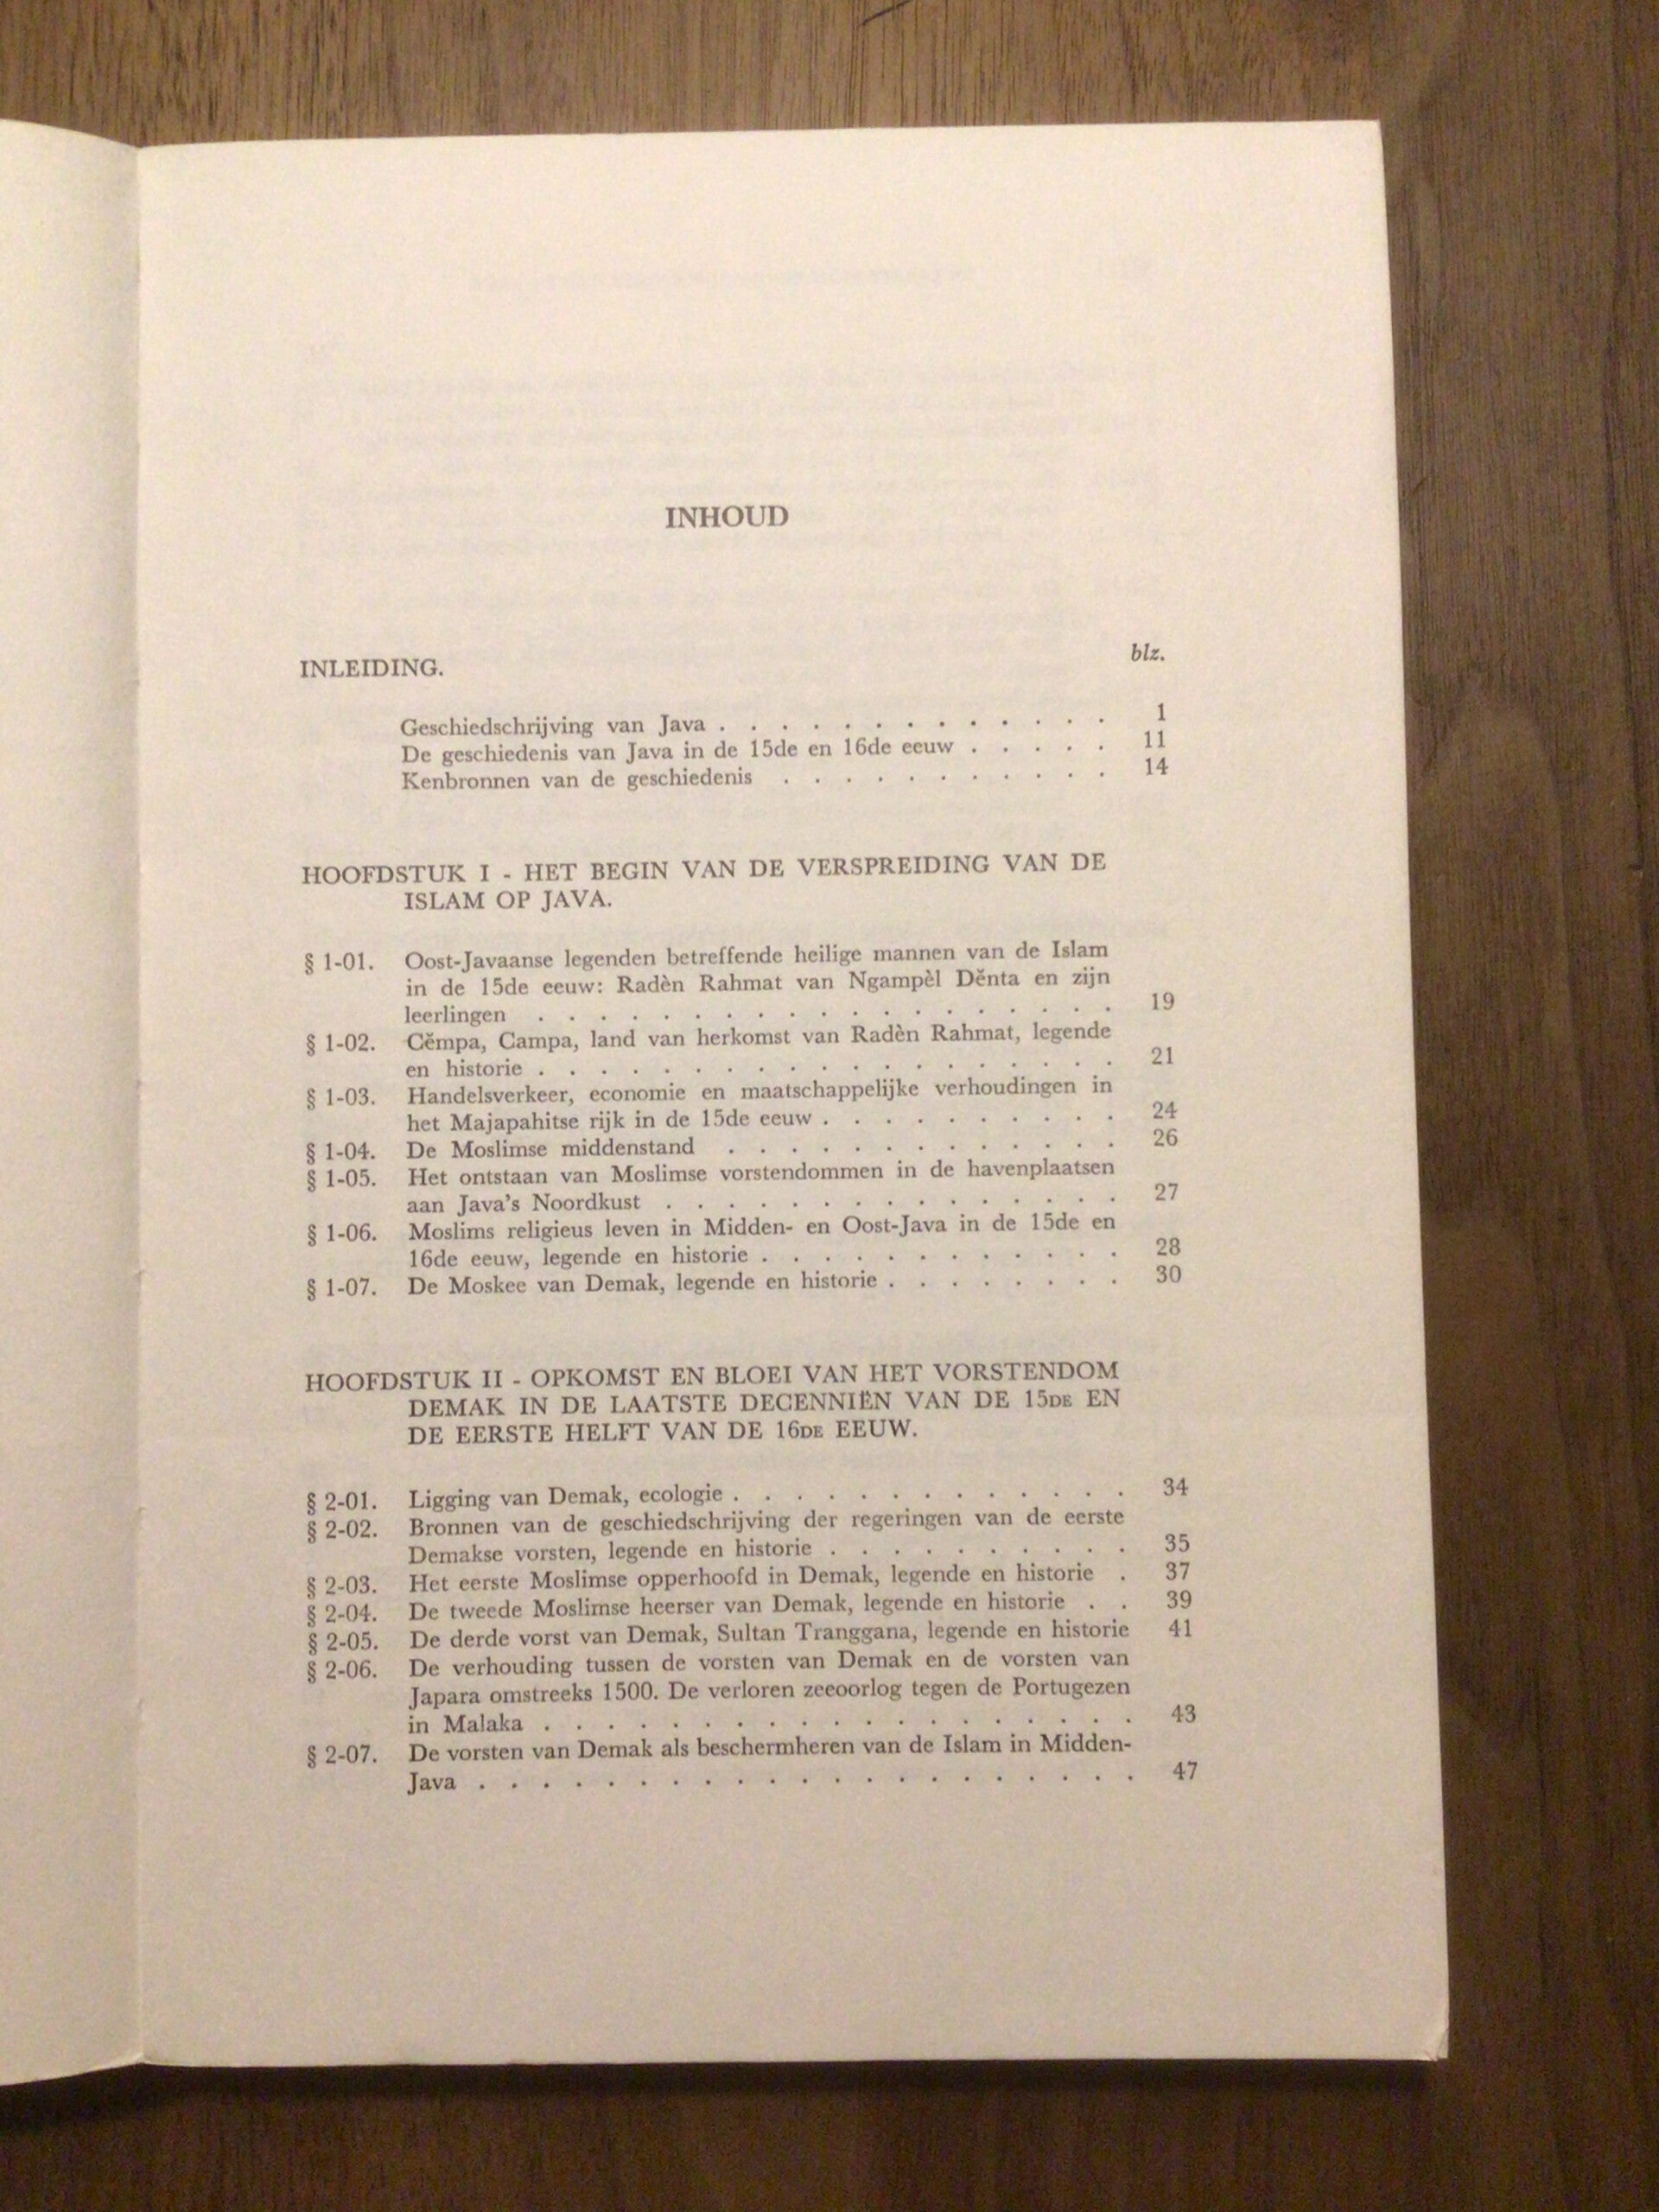 INHOUD
blz.
INLEIDING.
Geschiedschrijving van Java . . . . . . . . . . . . . 1
De geschiedenis van Java in de 15de en 16de eeuw . . . . . 11
Kenbronnen van de geschiedenis . . . . . . . . . . . 14
HOOFDSTUK I - HET BEGIN VAN DE VERSPREIDING VAN DE
ISLAM OP JAVA.
§ 1-01. Oost-Javaanse legenden betreffende heilige mannen van de Islam
in de 15de eeuw: Radèn Rahmat van Ngampèl Dĕnta en zijn
leerlingen . . . . . . . . . . . . . . . . . . . 19
§ 1-02. Cĕmpa, Campa, land van herkomst van Radèn Rahmat, legende
en historie . . . . . . . . . . . . . . . . . . . 21
§ 1-03. Handelsverkeer, economie en maatschappelijke verhoudingen in
het Majapahitse rijk in de 15de eeuw . . . . . . . . . . 24
§ 1-04. De Moslimse middenstand . . . . . . . . . . . . . 26
§ 1-05. Het ontstaan van Moslimse vorstendommen in de havenplaatsen
aan Java's Noordkust . . . . . . . . . . . . . . . 27
§ 1-06. Moslims religieus leven in Midden- en Oost-Java in de 15de en
16de eeuw, legende en historie . . . . . . . . . . . . 28
§ 1-07. De Moskee van Demak, legende en historie . . . . . . . . 30
HOOFDSTUK II - OPKOMST EN BLOEI VAN HET VORSTENDOM
DEMAK IN DE LAATSTE DECENNIËN VAN DE 15DE EN
DE EERSTE HELFT VAN DE 16DE EEUW.
§ 2-01. Ligging van Demak, ecologie . . . . . . . . . . . . . 34
§ 2-02. Bronnen van de geschiedschrijving der regeringen van de eerste
Demakse vorsten, legende en historie . . . . . . . . . . 35
§ 2-03. Het eerste Moslimse opperhoofd in Demak, legende en historie . 37
§ 2-04. De tweede Moslimse heerser van Demak, legende en historie . . 39
§ 2-05. De derde vorst van Demak, Sultan Tranggana, legende en historie 41
§ 2-06. De verhouding tussen de vorsten van Demak en de vorsten van
Japara omstreeks 1500. De verloren zeeoorlog tegen de Portugezen
in Malaka . . . . . . . . . . . . . . . . . . . 43
§ 2-07. De vorsten van Demak als beschermheren van de Islam in Midden-
Java . . . . . . . . . . . . . . . . . . . . . 47